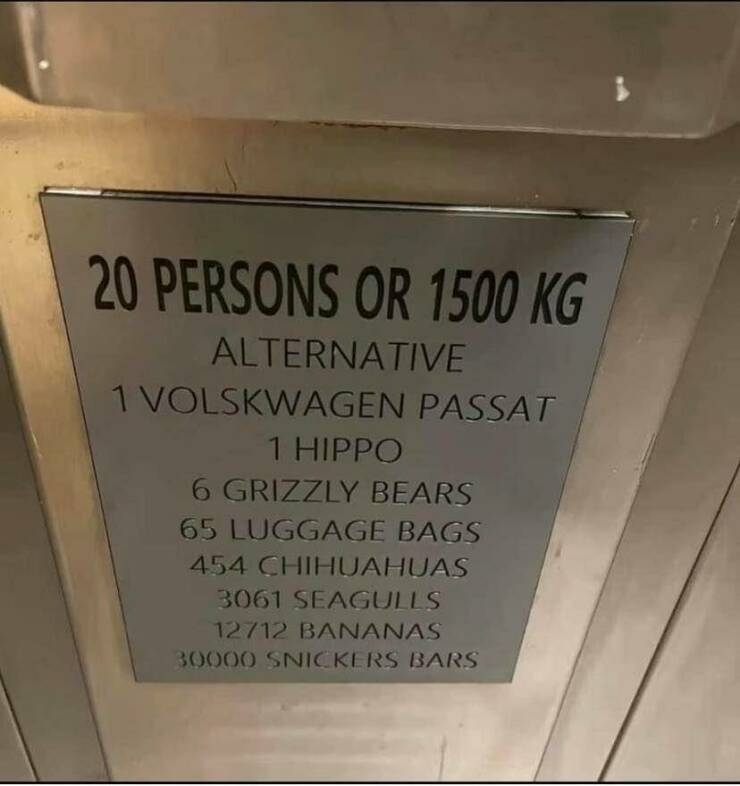 20 PERSONS OR 1500 KG
ALTERNATIVE
1 VOLSKWAGEN PASSAT
1 HIPPO
6 GRIZZLY BEARS
65 LUGGAGE BAGS
454 CHIHUAHUAS
3061 SEAGULLS
12712 BANANAS
30000 SNICKERS BARS